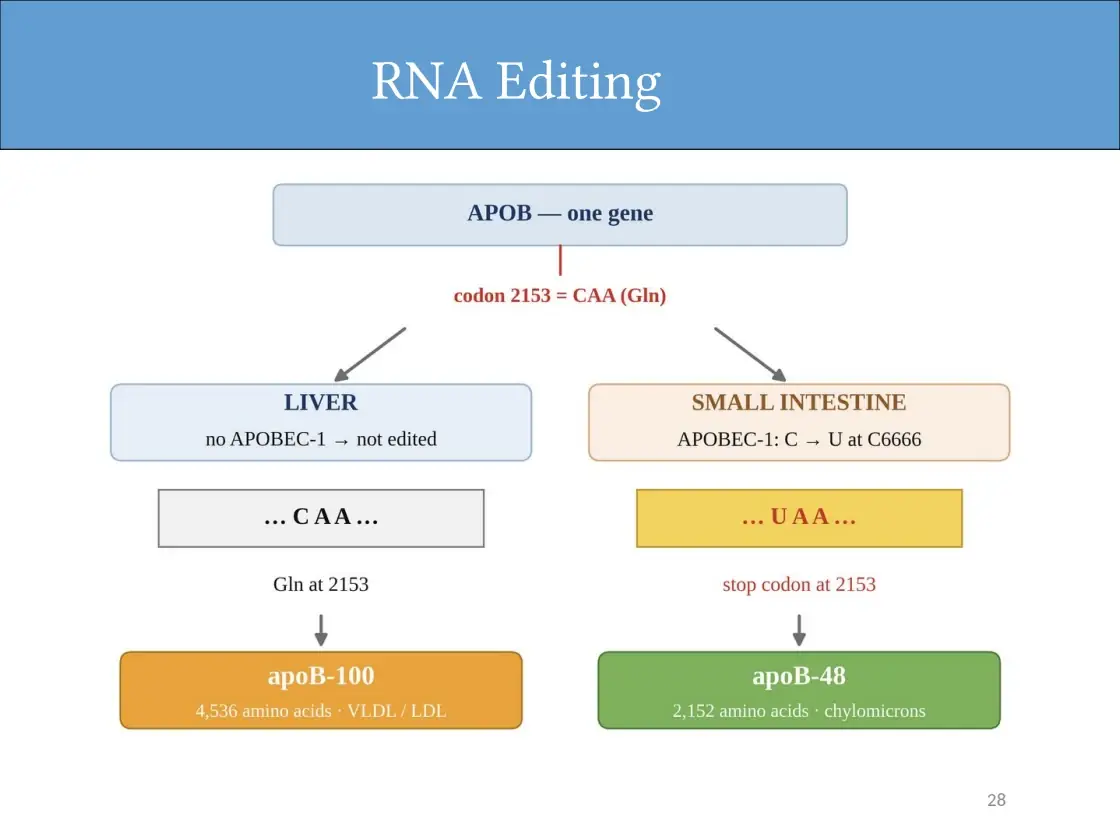 RNA Editing
APOB — one gene
codon 2153 = CAA (Gln)
LIVER
no APOBEC-1 → not edited
SMALL INTESTINE
APOBEC-1: C → U at C6666
… C A A …
… U A A …
Gln at 2153
stop codon at 2153
apoB-100
4,536 amino acids · VLDL / LDL
apoB-48
2,152 amino acids · chylomicrons
28